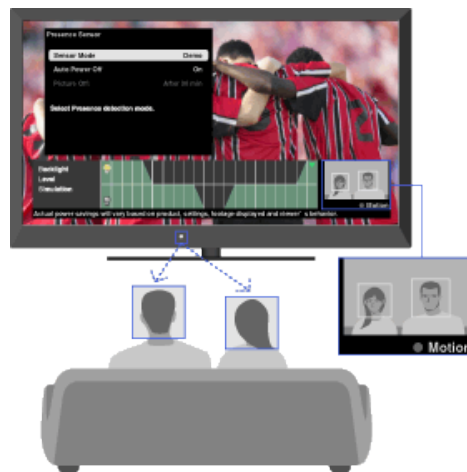 Presence Sensor
Sensor Mode Demo
Auto Power Off On
Picture Off After 30 min
Select Presence detection mode.
Backlight
Level
Simulation
Motion
Actual power savings will vary based on product, settings, footage displayed and viewer's behavior.
Motion